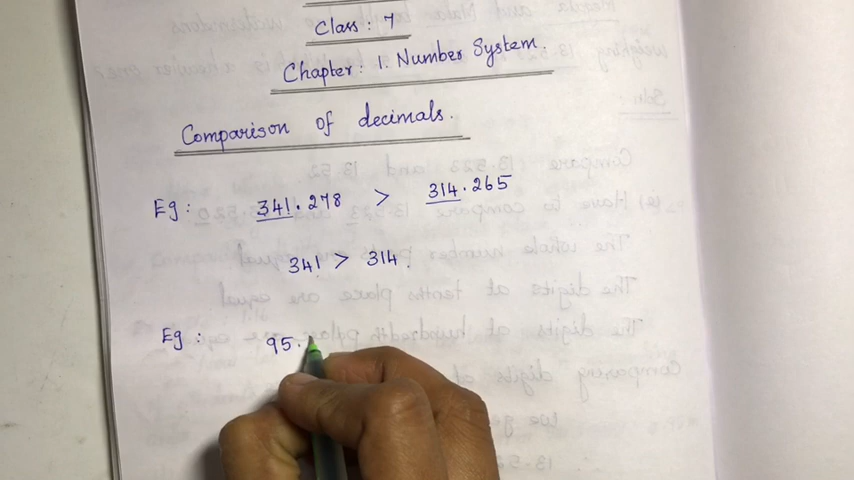 Class : 7
Chapter : 1. Number System.
Comparison of decimals.
Eg : 341.278 > 314.265
341 > 314.
Eg : 95.